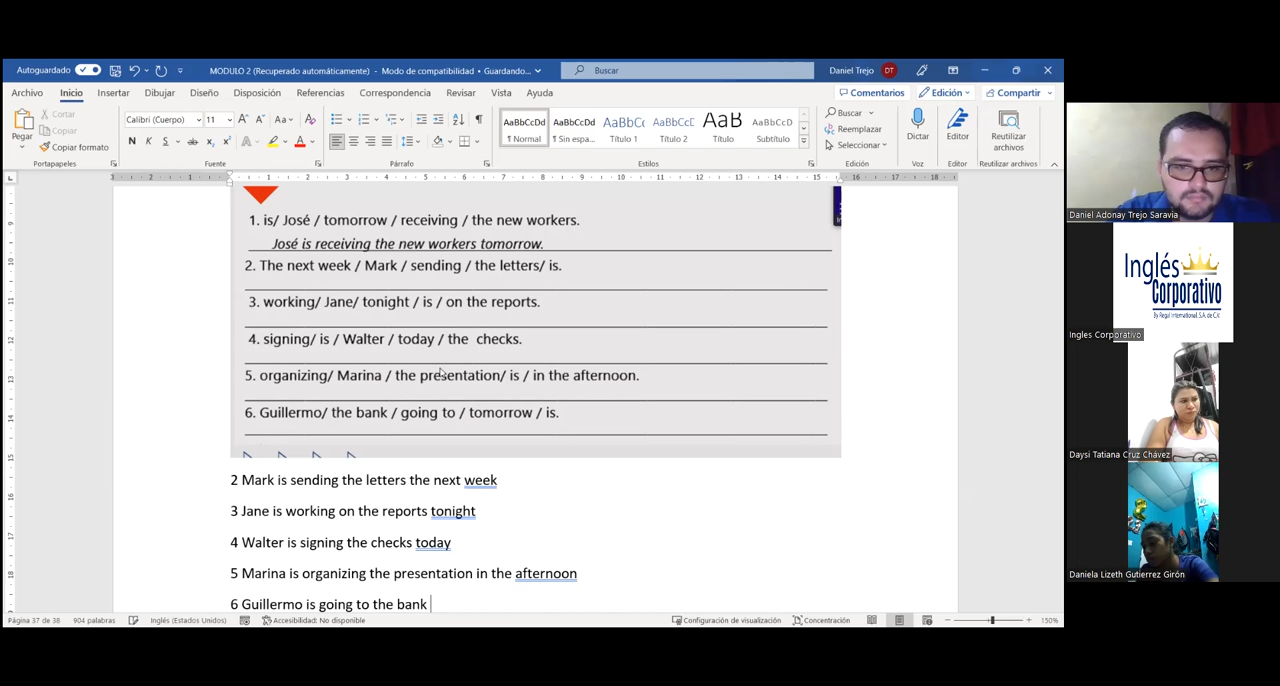 Autoguardado
MODULO 2 (Recuperado automáticamente) - Modo de compatibilidad • Guardando...
Buscar
Daniel Trejo
DT
Archivo Inicio Insertar Dibujar Diseño Disposición Referencias Correspondencia Revisar Vista Ayuda
Comentarios
Edición
Compartir
Pegar
Cortar
Copiar
Copiar formato
Portapapeles
Calibri (Cuerpo) 11
N K S
Fuente
Párrafo
AaBbCcDd
¶ Normal
AaBbCcDd
¶ Sin espa...
AaBbCc
Título 1
AaBbCcC
Título 2
AaB
Título
AaBbCcD
Subtítulo
Estilos
Buscar
Reemplazar
Seleccionar
Edición
Dictar
Voz
Editor
Editor
Reutilizar
archivos
Reutilizar archivos
1. is/ José / tomorrow / receiving / the new workers.
José is receiving the new workers tomorrow.
2. The next week / Mark / sending / the letters/ is.
3. working/ Jane/ tonight / is / on the reports.
4. signing/ is / Walter / today / the checks.
5. organizing/ Marina / the presentation/ is / in the afternoon.
6. Guillermo/ the bank / going to / tomorrow / is.
2 Mark is sending the letters the next week
3 Jane is working on the reports tonight
4 Walter is signing the checks today
5 Marina is organizing the presentation in the afternoon
6 Guillermo is going to the bank
Página 37 de 38 904 palabras Inglés (Estados Unidos) Accesibilidad: No disponible
Configuración de visualización Concentración 150%
Daniel Adonay Trejo Saravia
Inglés
Corporativo
By Regal International, S.A. de C.V.
Ingles Corporativo
Daysi Tatiana Cruz Chávez
Daniela Lizeth Gutierrez Girón